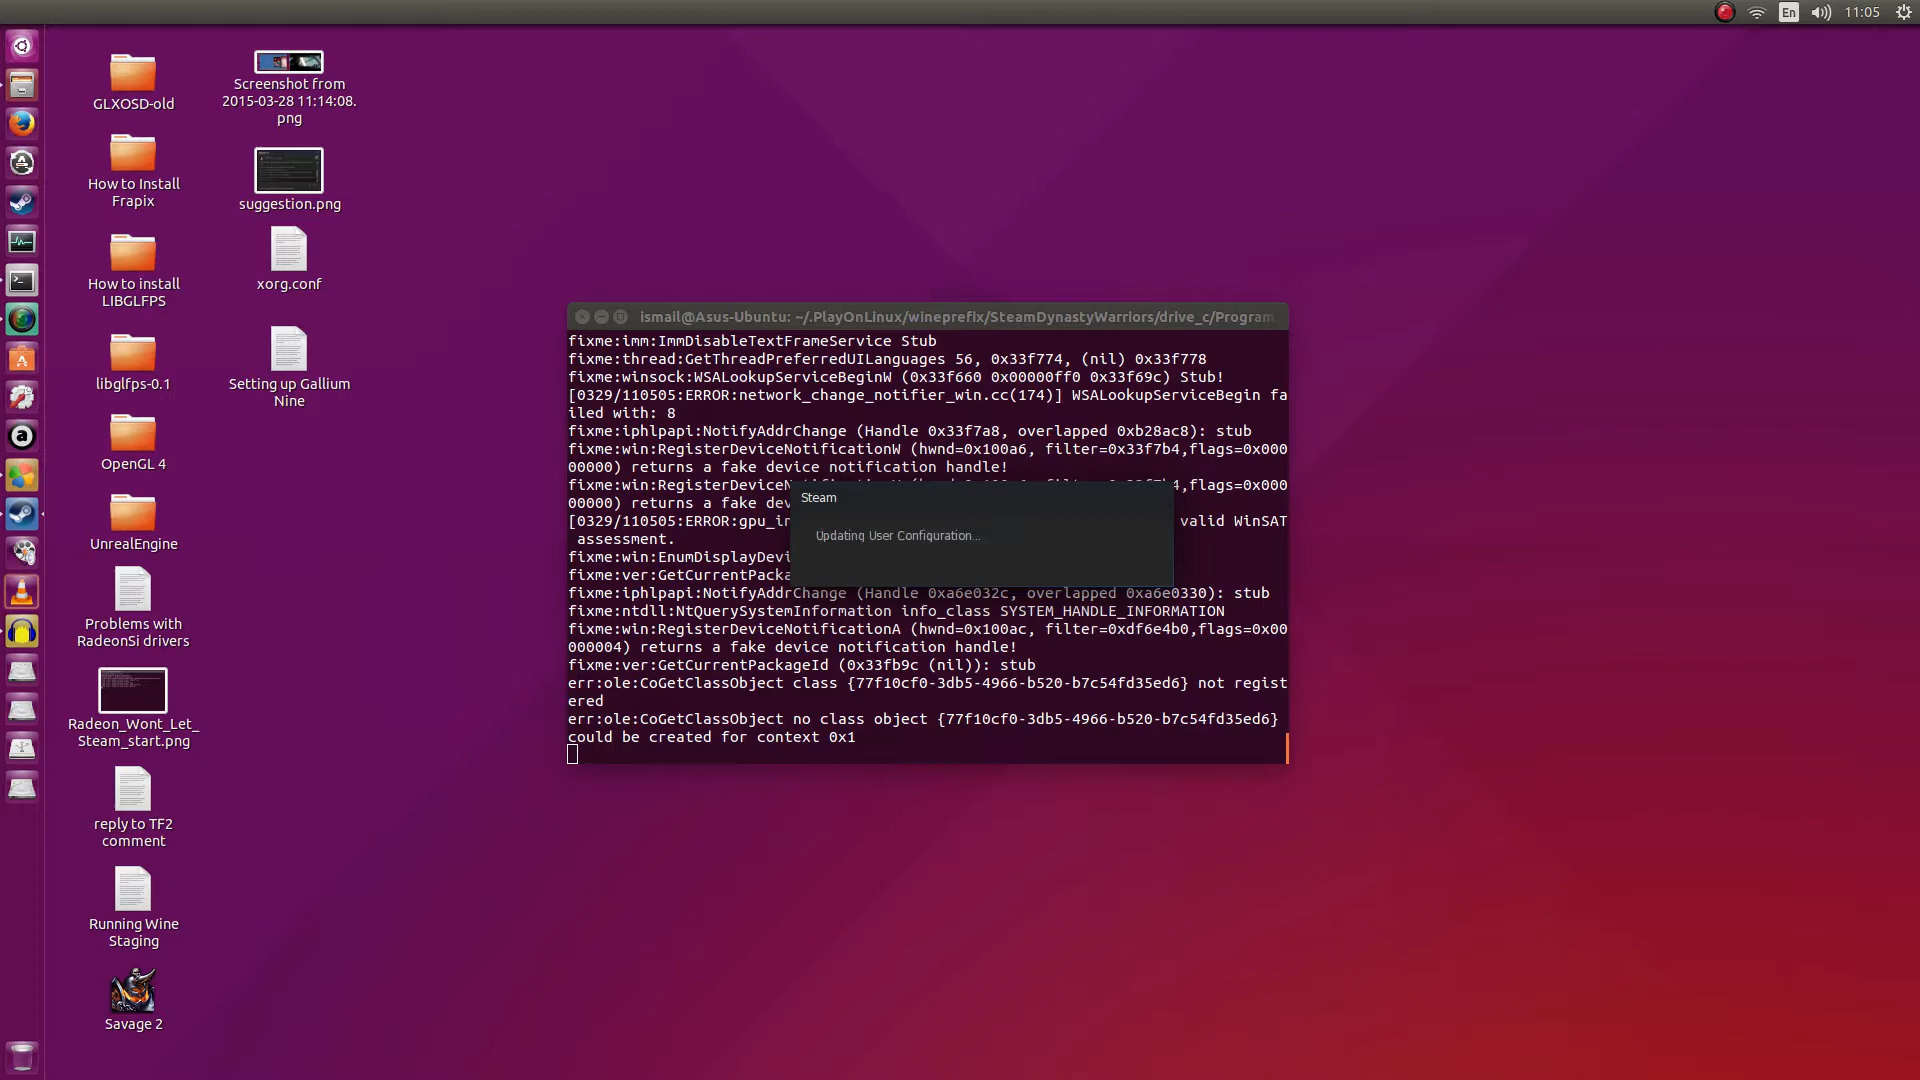 En
11:05
GLXOSD-old
How to Install
Frapix
How to install
LIBGLFPS
libglfps-0.1
OpenGL 4
UnrealEngine
Problems with
RadeonSi drivers
Radeon_Wont_Let_
Steam_start.png
reply to TF2
comment
Running Wine
Staging
Savage 2
Screenshot from
2015-03-28 11:14:08.
png
suggestion.png
xorg.conf
Setting up Gallium
Nine
ismail@Asus-Ubuntu: ~/.PlayOnLinux/wineprefix/SteamDynastyWarriors/drive_c/Program
fixme:imm:ImmDisableTextFrameService Stub
fixme:thread:GetThreadPreferredUILanguages 56, 0x33f774, (nil) 0x33f778
fixme:winsock:WSALookupServiceBeginW (0x33f660 0x00000ff0 0x33f69c) Stub!
[0329/110505:ERROR:network_change_notifier_win.cc(174)] WSALookupServiceBegin fa
iled with: 8
fixme:iphlpapi:NotifyAddrChange (Handle 0x33f7a8, overlapped 0xb28ac8): stub
fixme:win:RegisterDeviceNotificationW (hwnd=0x100a6, filter=0x33f7b4,flags=0x000
00000) returns a fake device notification handle!
fixme:win:RegisterDeviceN ,flags=0x000
00000) returns a fake dev
[0329/110505:ERROR:gpu_in valid WinSAT
assessment.
fixme:win:EnumDisplayDevi
fixme:ver:GetCurrentPacka
fixme:iphlpapi:NotifyAddrChange (Handle 0xa6e032c, overlapped 0xa6e0330): stub
fixme:ntdll:NtQuerySystemInformation info_class SYSTEM_HANDLE_INFORMATION
fixme:win:RegisterDeviceNotificationA (hwnd=0x100ac, filter=0xdf6e4b0,flags=0x00
000004) returns a fake device notification handle!
fixme:ver:GetCurrentPackageId (0x33fb9c (nil)): stub
err:ole:CoGetClassObject class {77f10cf0-3db5-4966-b520-b7c54fd35ed6} not regist
ered
err:ole:CoGetClassObject no class object {77f10cf0-3db5-4966-b520-b7c54fd35ed6}
could be created for context 0x1
Steam
Updating User Configuration...